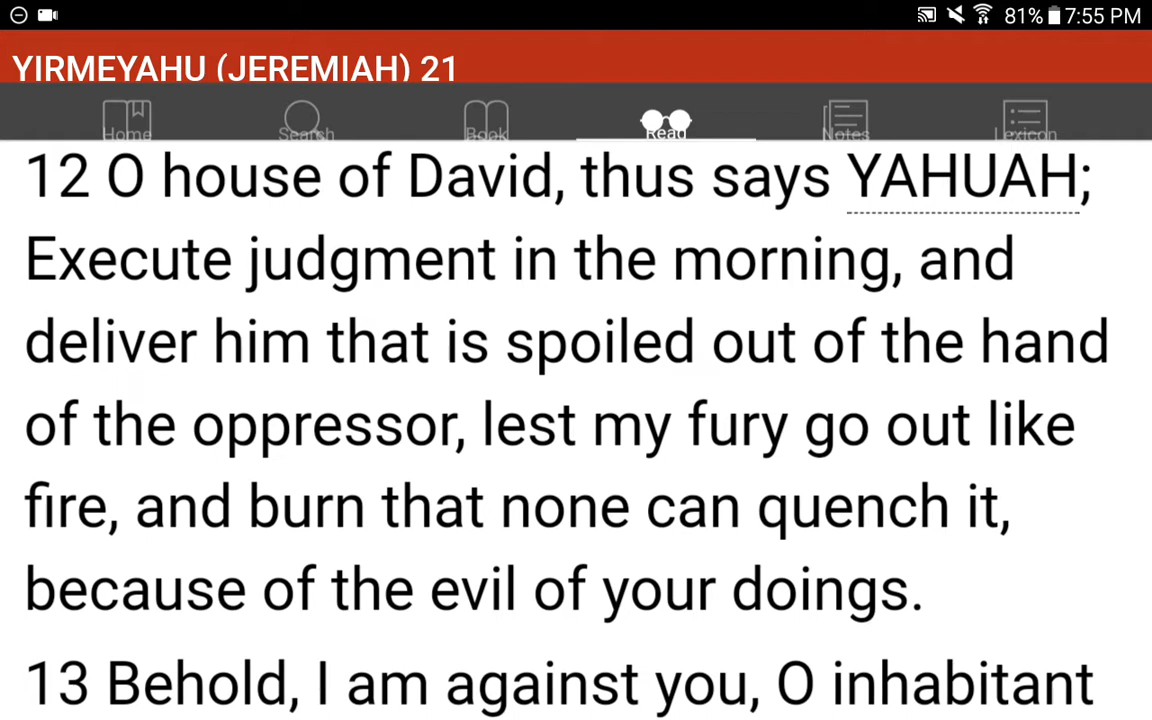 81% 7:55 PM
YIRMEYAHU (JEREMIAH) 21
Home Search Book Read Notes Lexicon
12 O house of David, thus says YAHUAH;
Execute judgment in the morning, and
deliver him that is spoiled out of the hand
of the oppressor, lest my fury go out like
fire, and burn that none can quench it,
because of the evil of your doings.
13 Behold, I am against you, O inhabitant